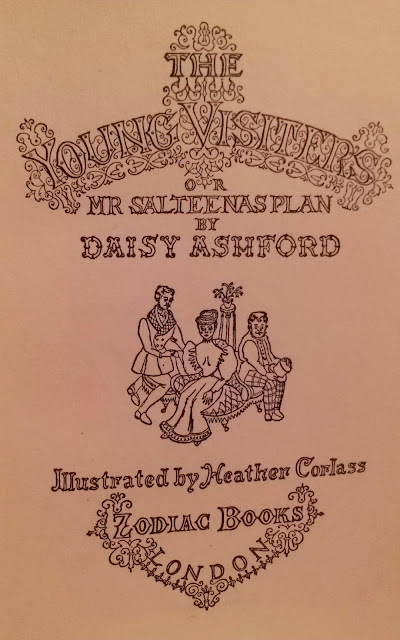 THE
YOUNG VISITERS
OR
MR SALTEENAS PLAN
BY
DAISY ASHFORD
Illustrated by Heather Corlass
ZODIAC BOOKS
LONDON